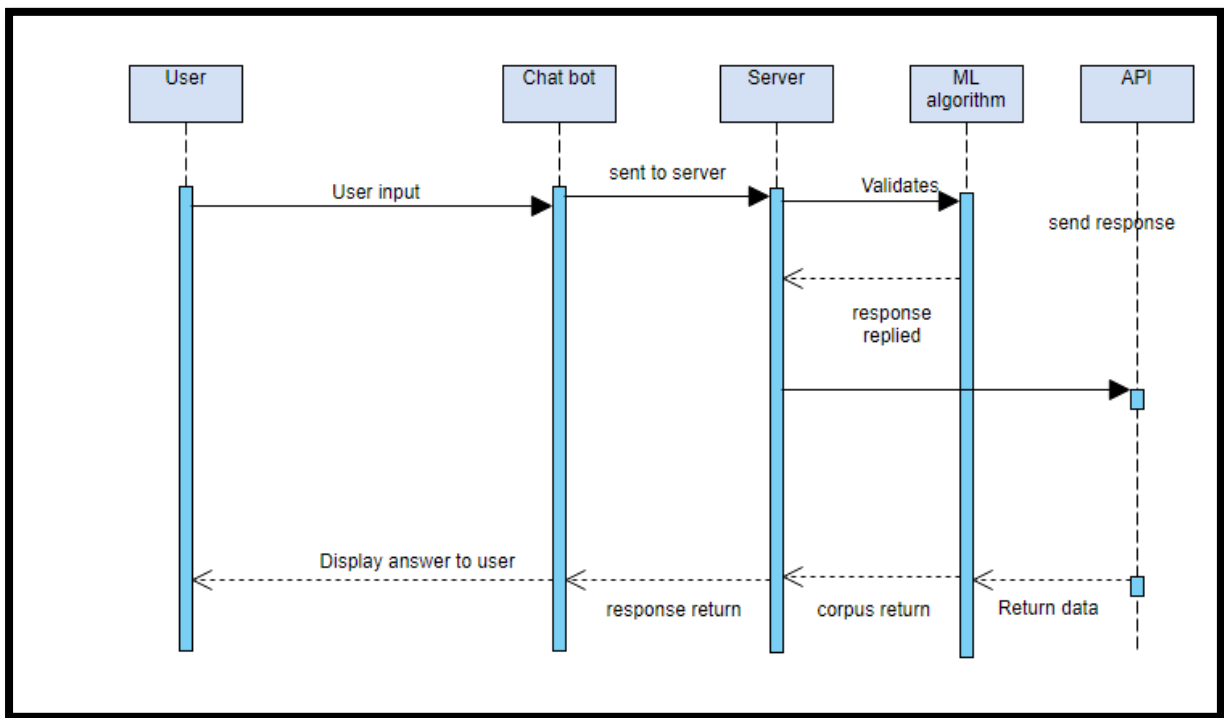 User
Chat bot
Server
ML
algorithm
API
User input
sent to server
Validates
send response
response
replied
Display answer to user
response return
corpus return
Return data